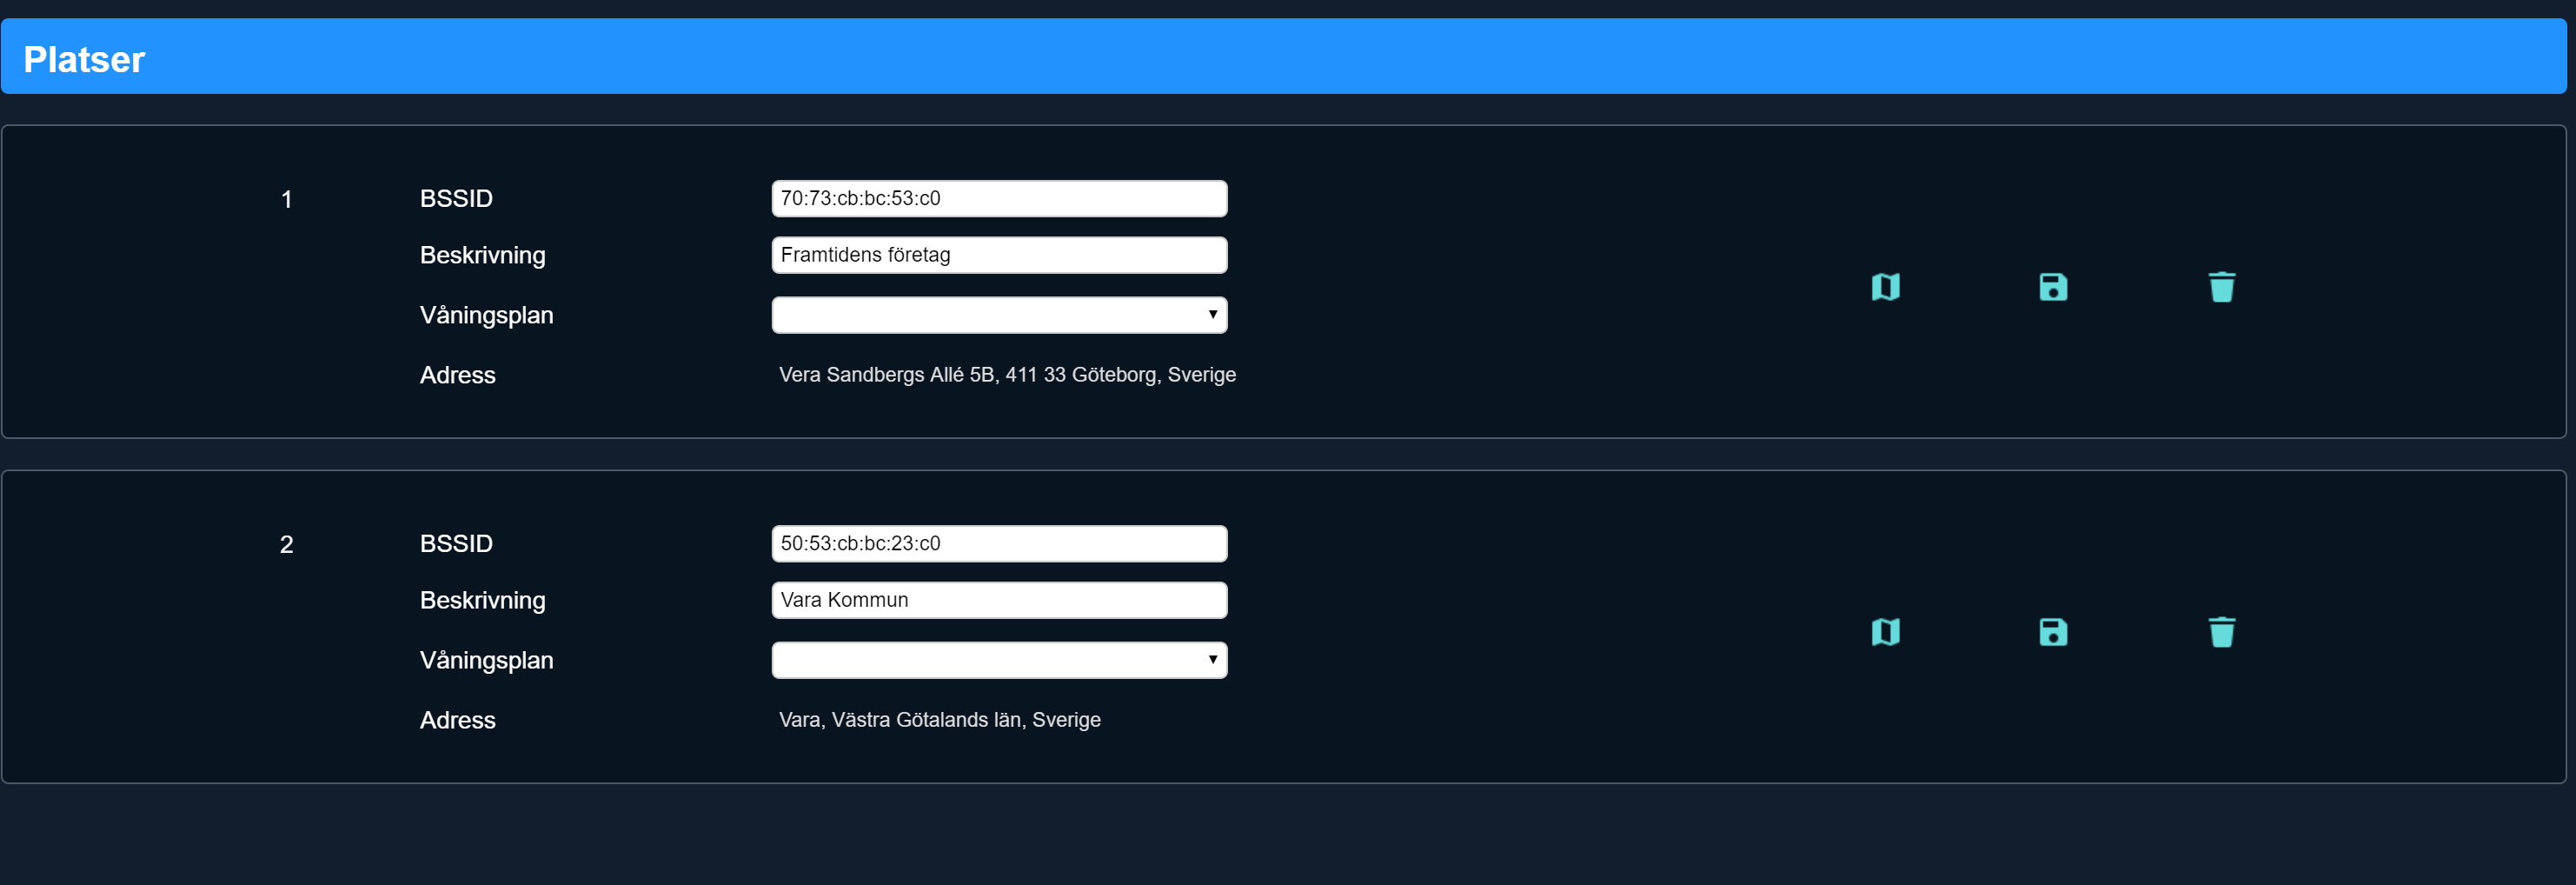 Platser
1 BSSID 70:73:cb:bc:53:c0
Beskrivning Framtidens företag
Våningsplan
Adress Vera Sandbergs Allé 5B, 411 33 Göteborg, Sverige
2 BSSID 50:53:cb:bc:23:c0
Beskrivning Vara Kommun
Våningsplan
Adress Vara, Västra Götalands län, Sverige